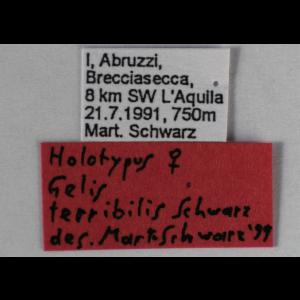 I, Abruzzi,
Brecciasecca,
8 km SW L'Aquila
21.7.1991, 750m
Mart. Schwarz
Holotypus ♀
Gelis
terribilis Schwarz
des. Mart. Schwarz '99